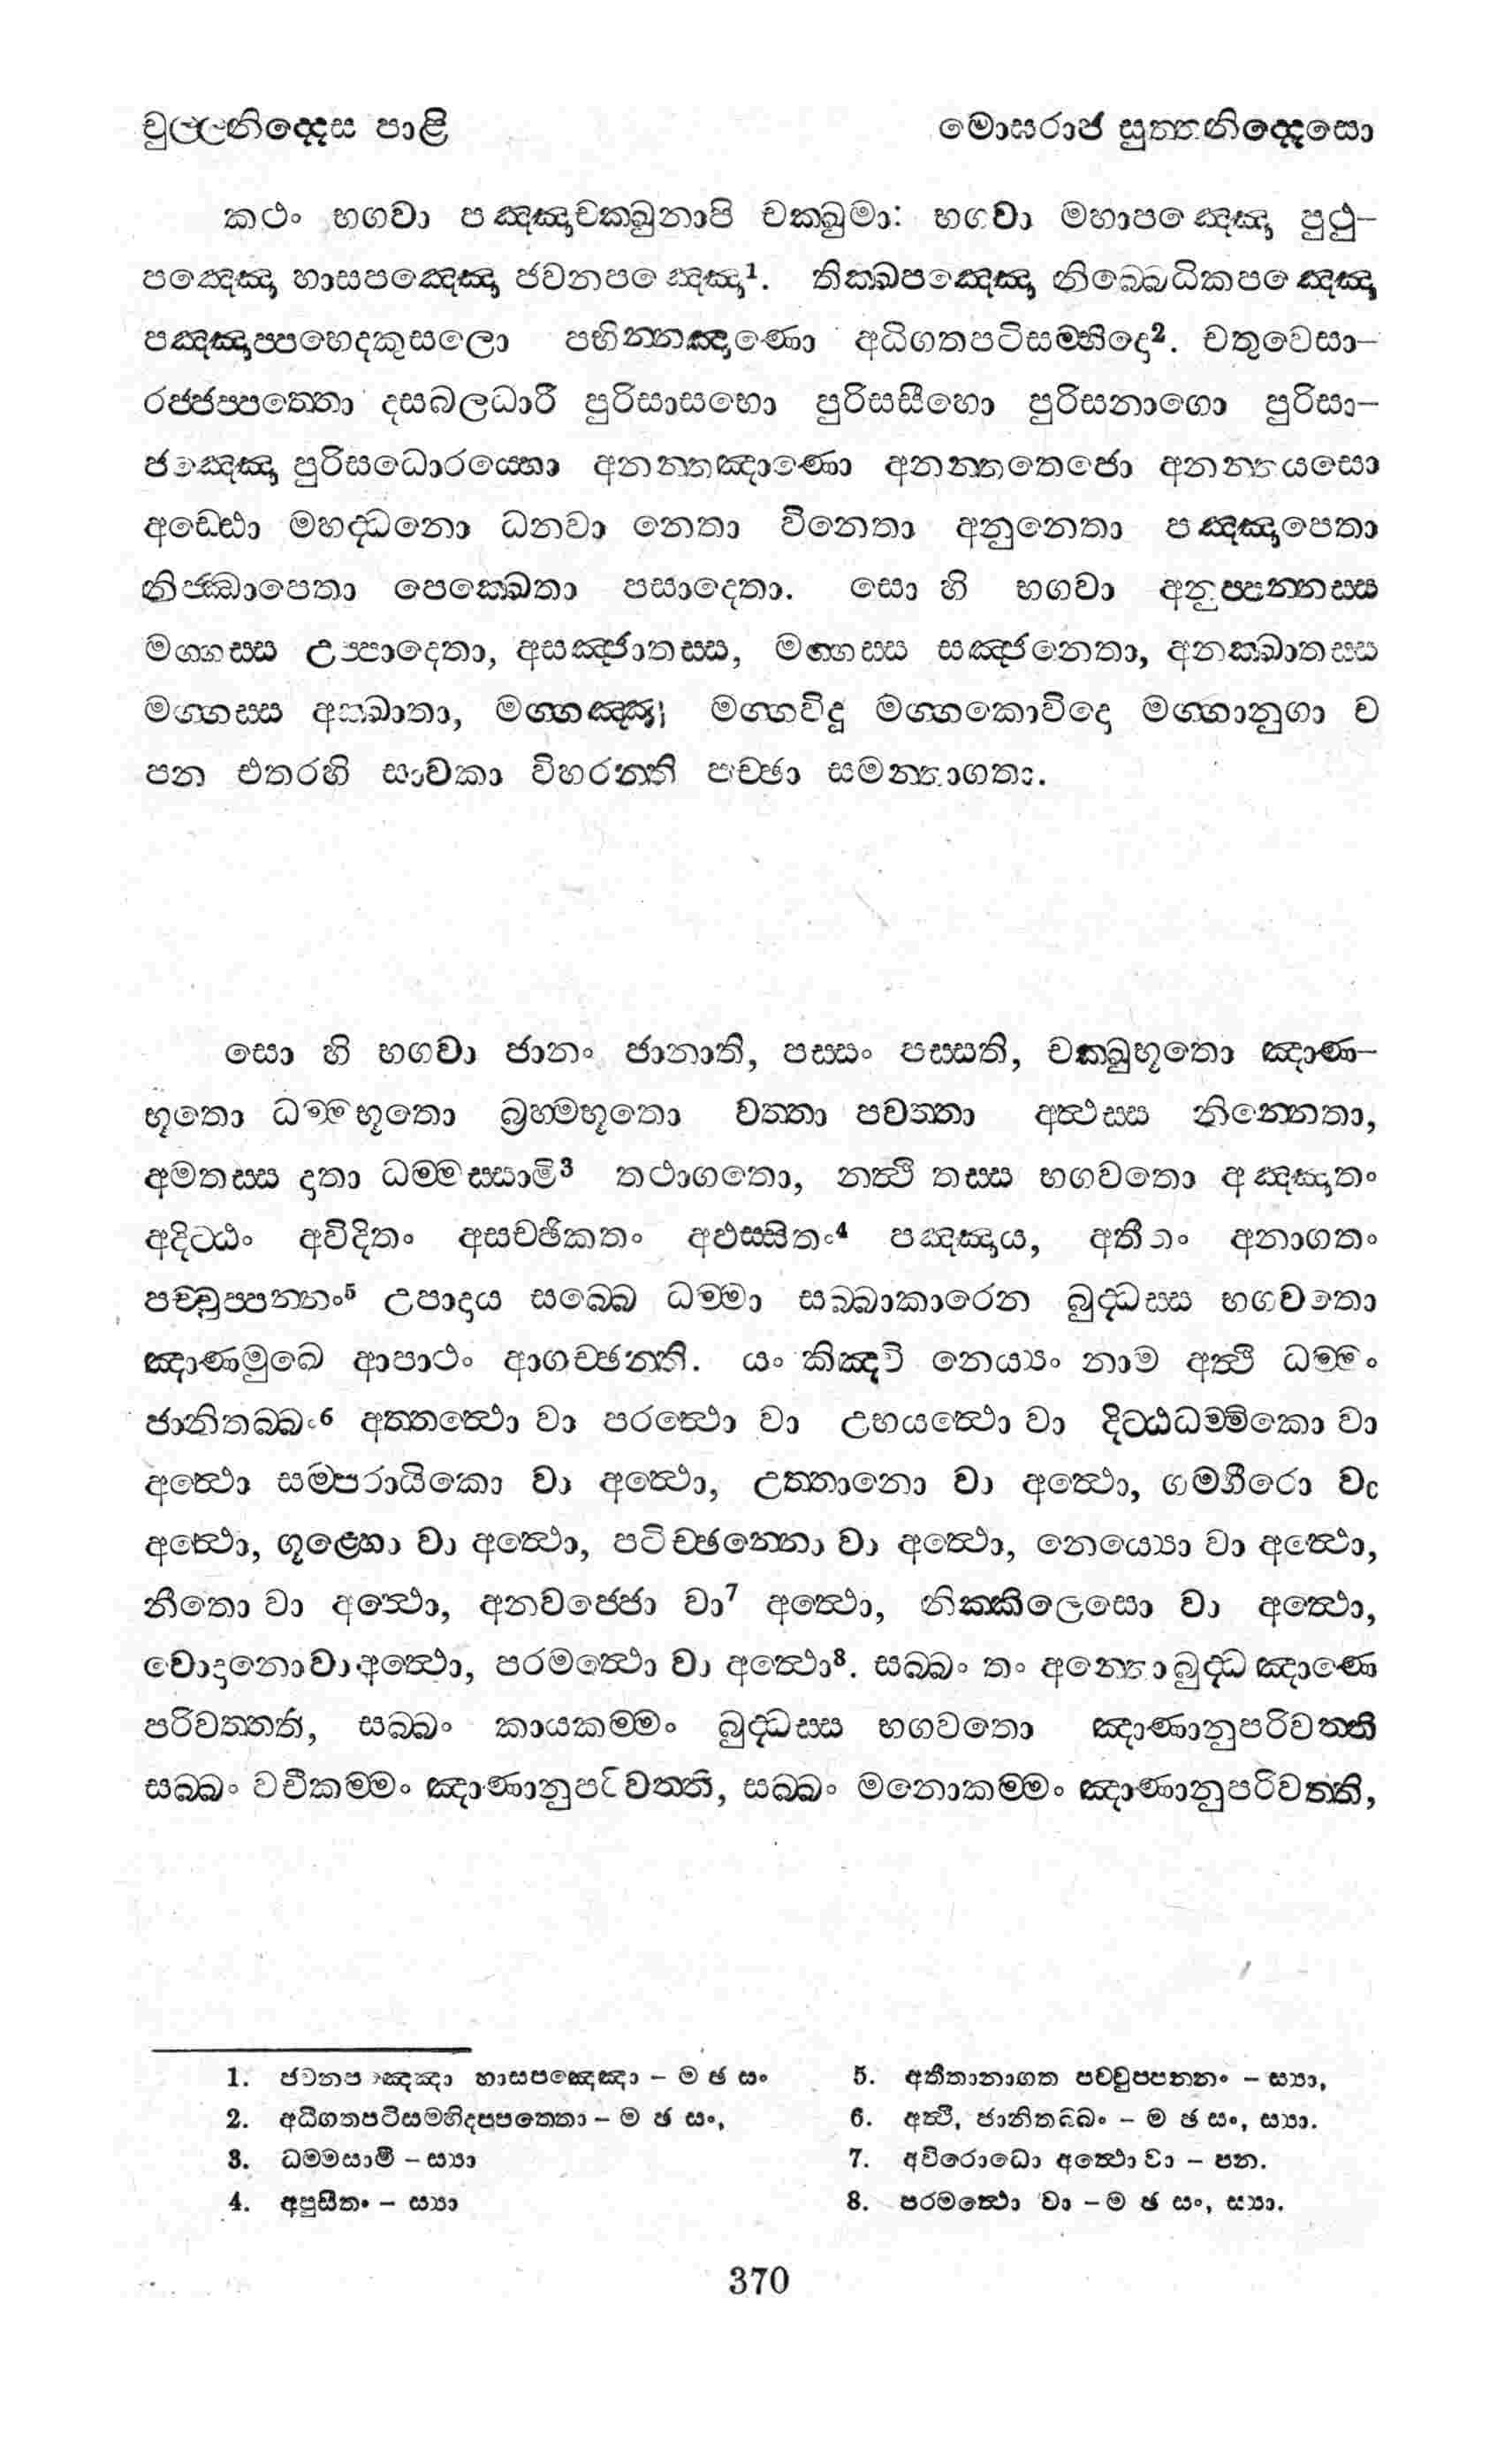 චුල්ලනිද්දෙස පාළි
මොඝරාජ සුත්තනිද්දෙසො
කථං භගවා පඤ්ඤාචක්ඛුනාපි චක්ඛුමා: භගවා මහාපඤ්ඤො පුථු–
පඤ්ඤො හාසපඤ්ඤො ජවනපඤ්ඤො¹. තික්ඛපඤ්ඤො නිබ්බෙධිකපඤ්ඤො
පඤ්ඤාප්පභෙදකුසලො පභින්නඤාණො අධිගතපටිසම්භිදො². චතුවෙසා–
රජ්ජප්පත්තො දසබලධාරී පුරිසාසභො පුරිසසීහො පුරිසනාගො පුරිසා–
ජඤ්ඤො පුරිසධොරය්හො අනන්තඤාණො අනන්තතෙජො අනන්තයසො
අඩ්ඪො මහද්ධනො ධනවා නෙතා විනෙතා අනුනෙතා පඤ්ඤාපෙතා
නිජ්ඣාපෙතා පෙක්ඛෙතා පසාදෙතා. සො හි භගවා අනුප්පන්නස්ස
මග්ගස්ස උප්පාදෙතා, අසඤ්ජාතස්ස, මග්ගස්ස සඤ්ජනෙතා, අනක්ඛාතස්ස
මග්ගස්ස අක්ඛාතා, මග්ගඤ්ඤූ මග්ගවිදූ මග්ගකොවිදො මග්ගානුගා ච
පන එතරහි සාවකා විහරන්ති පච්ඡා සමන්නාගතා.
සො හි භගවා ජානං ජානාති, පස්සං පස්සති, චක්ඛුභූතො ඤාණ–
භූතො ධම්මභූතො බ්‍රහ්මභූතො වත්තා පවත්තා අත්ථස්ස නින්නෙතා,
අමතස්ස දාතා ධම්මස්සාමි³ තථාගතො, නත්ථි තස්ස භගවතො අඤ්ඤාතං
අදිට්ඨං අවිදිතං අසච්ඡිකතං අඵස්සිතං⁴ පඤ්ඤාය, අතීතං අනාගතං
පච්චුප්පන්නං⁵ උපාදාය සබ්බෙ ධම්මා සබ්බාකාරෙන බුද්ධස්ස භගවතො
ඤාණමුඛෙ ආපාථං ආගච්ඡන්ති. යං කිඤ්චි නෙය්‍යං නාම අත්ථි ධම්මං
ජානිතබ්බං⁶ අත්තත්ථො වා පරත්ථො වා උභයත්ථො වා දිට්ඨධම්මිකො වා
අත්ථො සම්පරායිකො වා අත්ථො, උත්තානො වා අත්ථො, ගම්භීරො වා
අත්ථො, ගූළ්හො වා අත්ථො, පටිච්ඡන්නො වා අත්ථො, නෙය්‍යො වා අත්ථො,
නීතො වා අත්ථො, අනවජ්ජො වා⁷ අත්ථො, නික්කිලෙසො වා අත්ථො,
වොදානො වා අත්ථො, පරමත්ථො වා අත්ථො⁸. සබ්බං තං අන්තො බුද්ධඤාණෙ
පරිවත්තති, සබ්බං කායකම්මං බුද්ධස්ස භගවතො ඤාණානුපරිවත්ති
සබ්බං වචීකම්මං ඤාණානුපරිවත්ති, සබ්බං මනොකම්මං ඤාණානුපරිවත්ති,
1. ජවනපඤ්ඤො හාසපඤ්ඤො – ම ඡ සං
2. අධිගතපටිසම්භිදප්පත්තො – ම ඡ සං,
3. ධම්මසාමී – ස්‍යා
4. අපුසීතං – ස්‍යා
5. අතීතානාගත පච්චුප්පන්නං – ස්‍යා,
6. අත්ථි, ජානිතබ්බං – ම ඡ සං, ස්‍යා.
7. අවිරොධො අත්ථො වා – පන.
8. පරමත්ථො වා – ම ඡ සං, ස්‍යා.
370